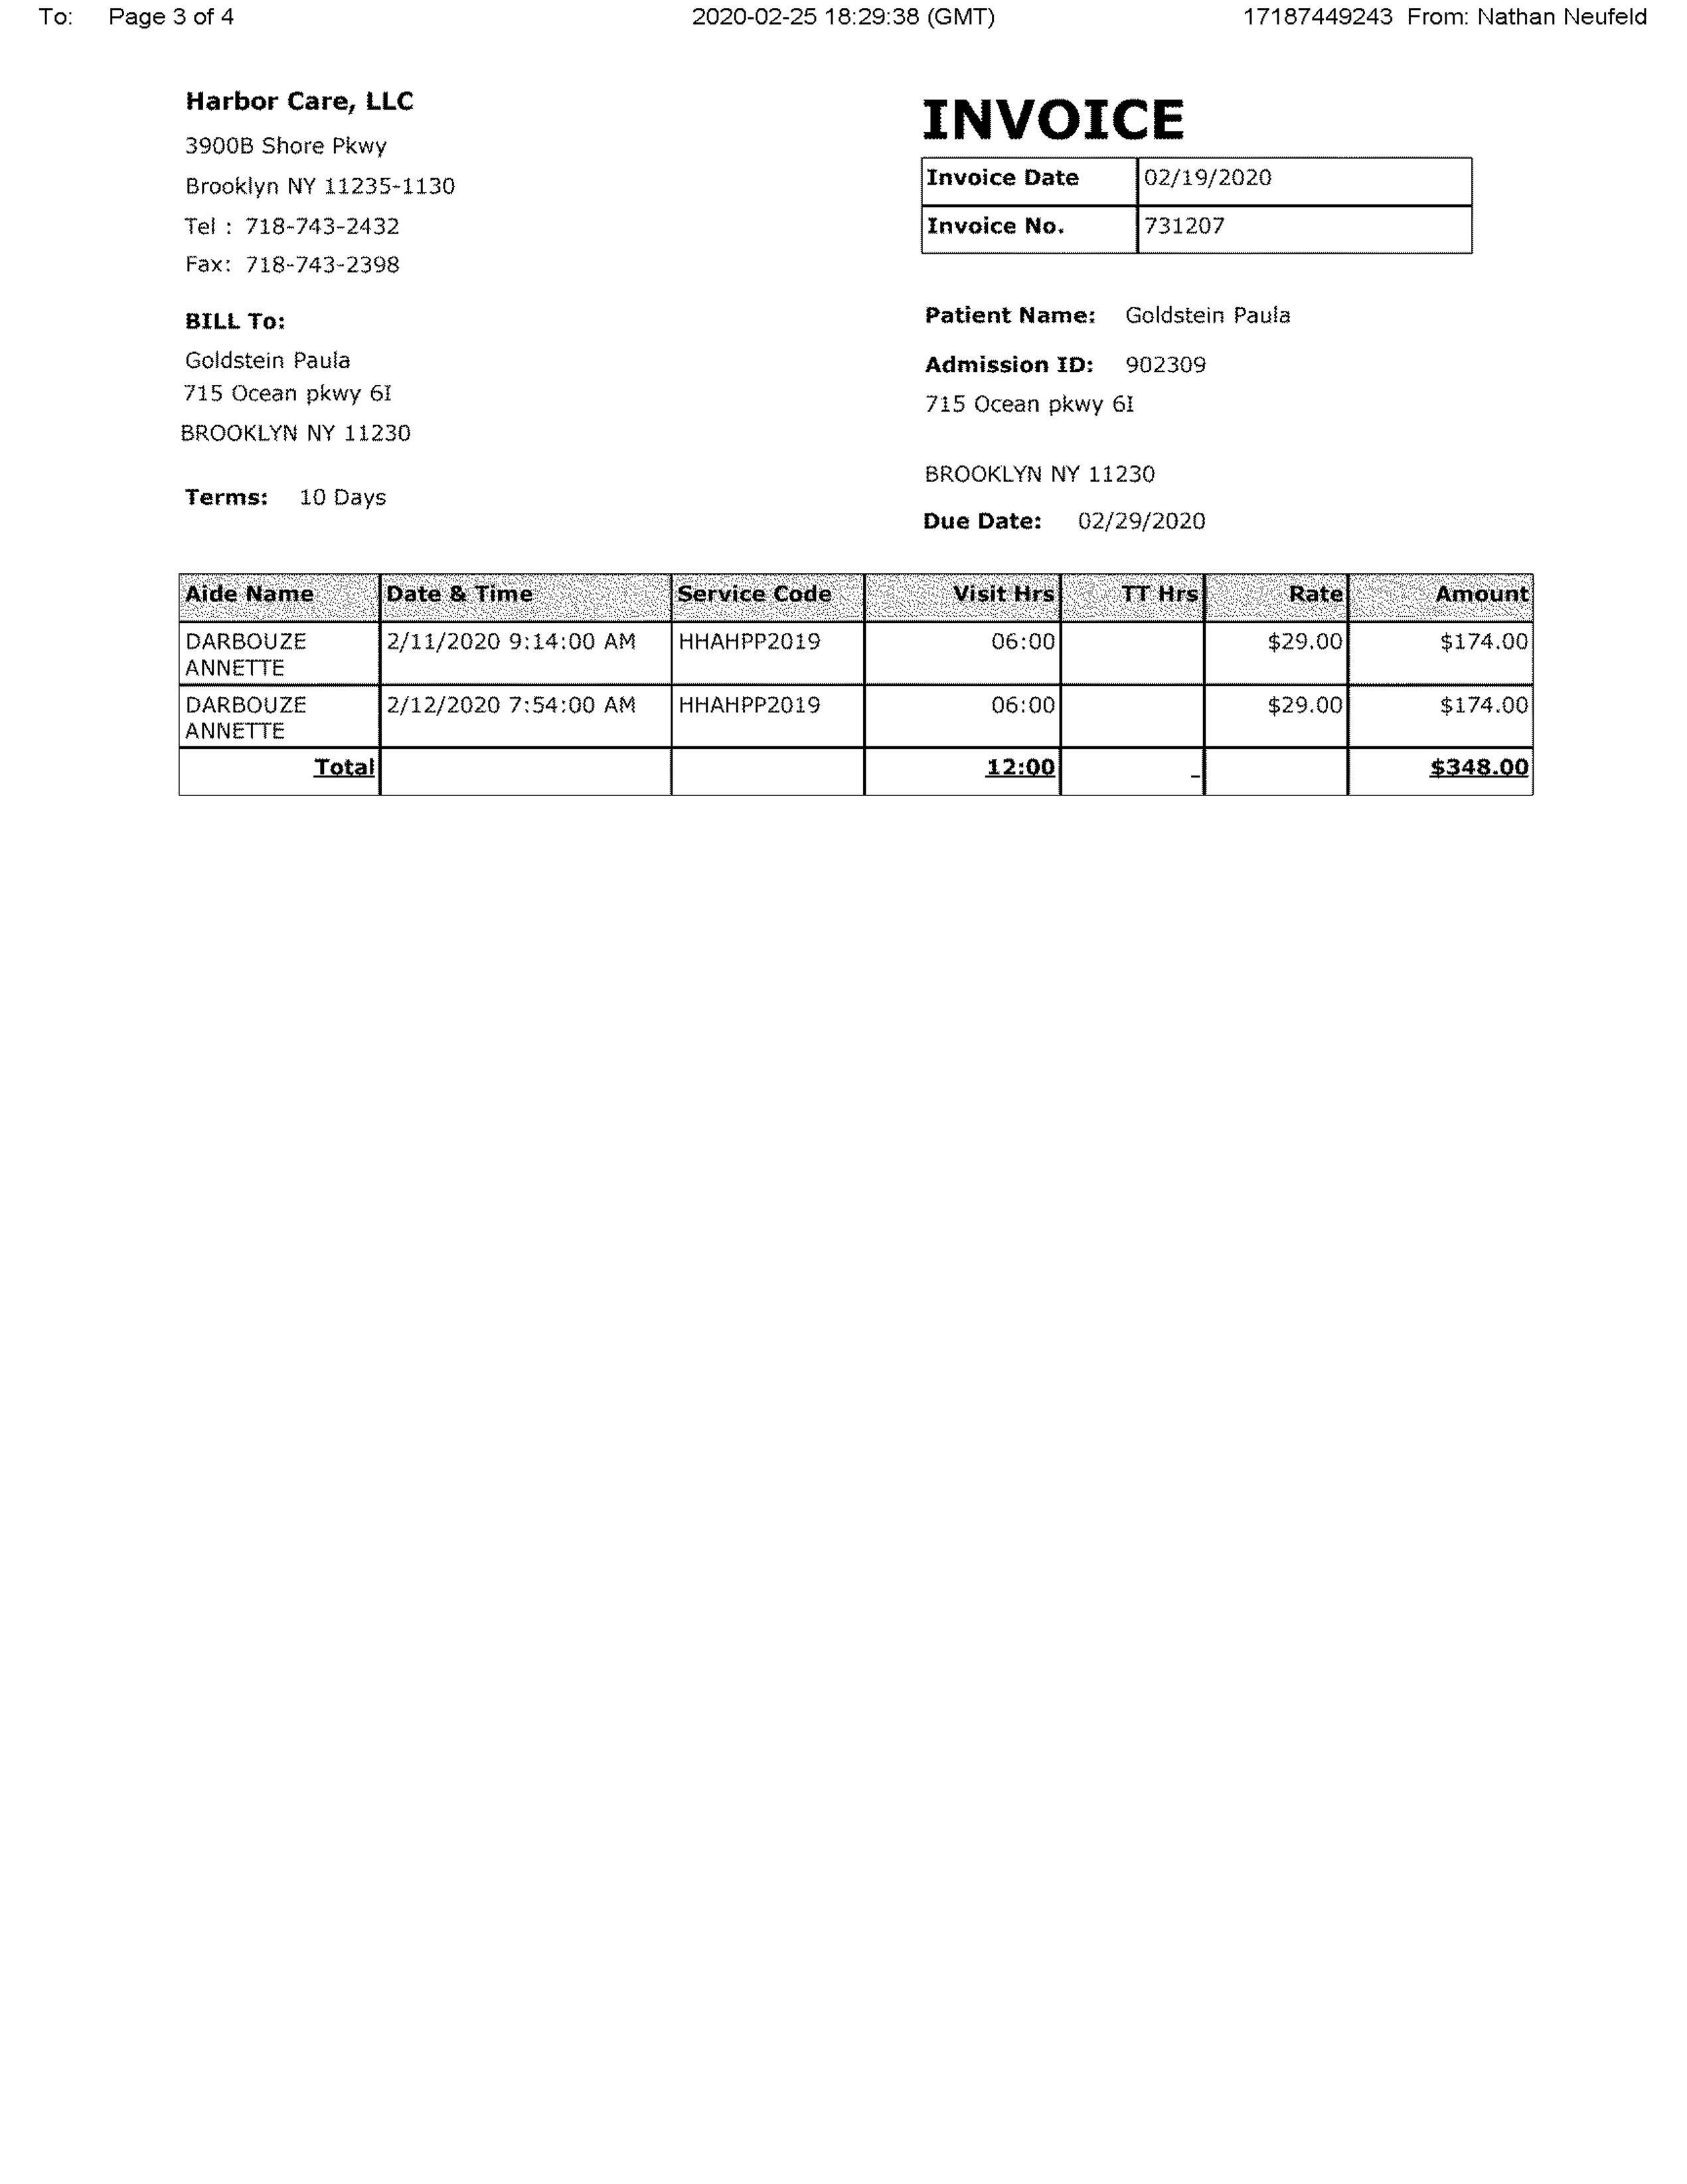 To: Page 3 of 4 2020-02-25 18:29:38 (GMT) 17187449243 From: Nathan Neufeld
Harbor Care, LLC
3900B Shore Pkwy
Brooklyn NY 11235-1130
Tel : 718-743-2432
Fax: 718-743-2398
INVOICE
Invoice Date 02/19/2020
Invoice No. 731207
BILL To:
Goldstein Paula
715 Ocean pkwy 6I
BROOKLYN NY 11230
Terms: 10 Days
Patient Name: Goldstein Paula
Admission ID: 902309
715 Ocean pkwy 6I
BROOKLYN NY 11230
Due Date: 02/29/2020
Aide Name Date & Time Service Code Visit Hrs TT Hrs Rate Amount
DARBOUZE 2/11/2020 9:14:00 AM HHAHPP2019 06:00 $29.00 $174.00
ANNETTE
DARBOUZE 2/12/2020 7:54:00 AM HHAHPP2019 06:00 $29.00 $174.00
ANNETTE
Total 12:00 - $348.00